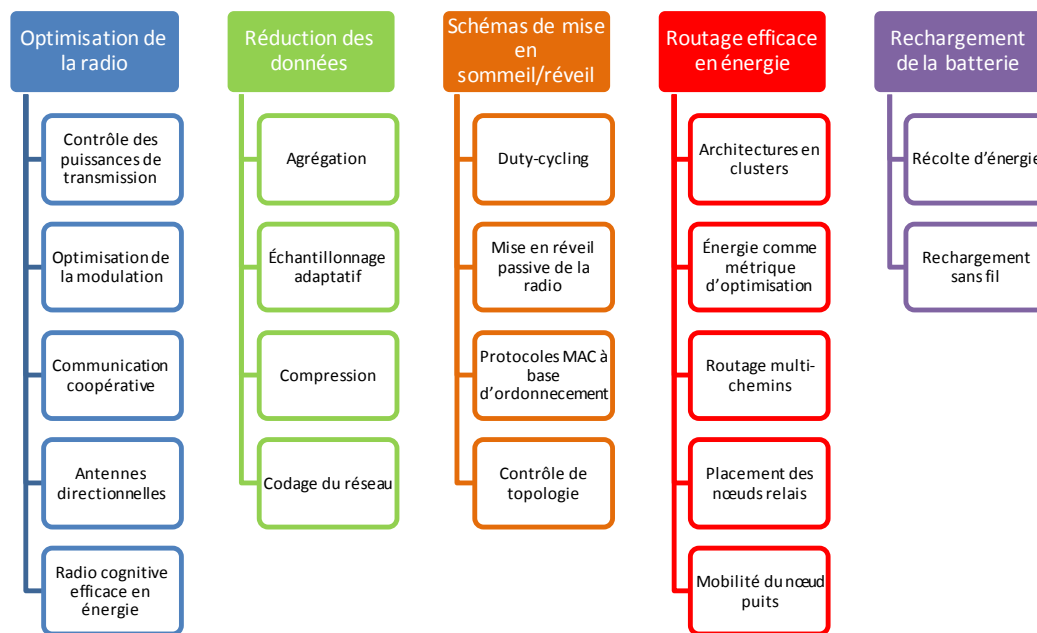 Optimisation de
la radio
Contrôle des
puissances de
transmission
Optimisation de
la modulation
Communication
coopérative
Antennes
directionnelles
Radio cognitive
efficace en
énergie
Réduction des
données
Agrégation
Échantillonnage
adaptatif
Compression
Codage du réseau
Schémas de mise
en
sommeil/réveil
Duty-cycling
Mise en réveil
passive de la
radio
Protocoles MAC à
base
d'ordonnecement
Contrôle de
topologie
Routage efficace
en énergie
Architectures en
clusters
Énergie comme
métrique
d'optimisation
Routage multi-
chemins
Placement des
nœuds relais
Mobilité du nœud
puits
Rechargement
de la batterie
Récolte d'énergie
Rechargement
sans fil